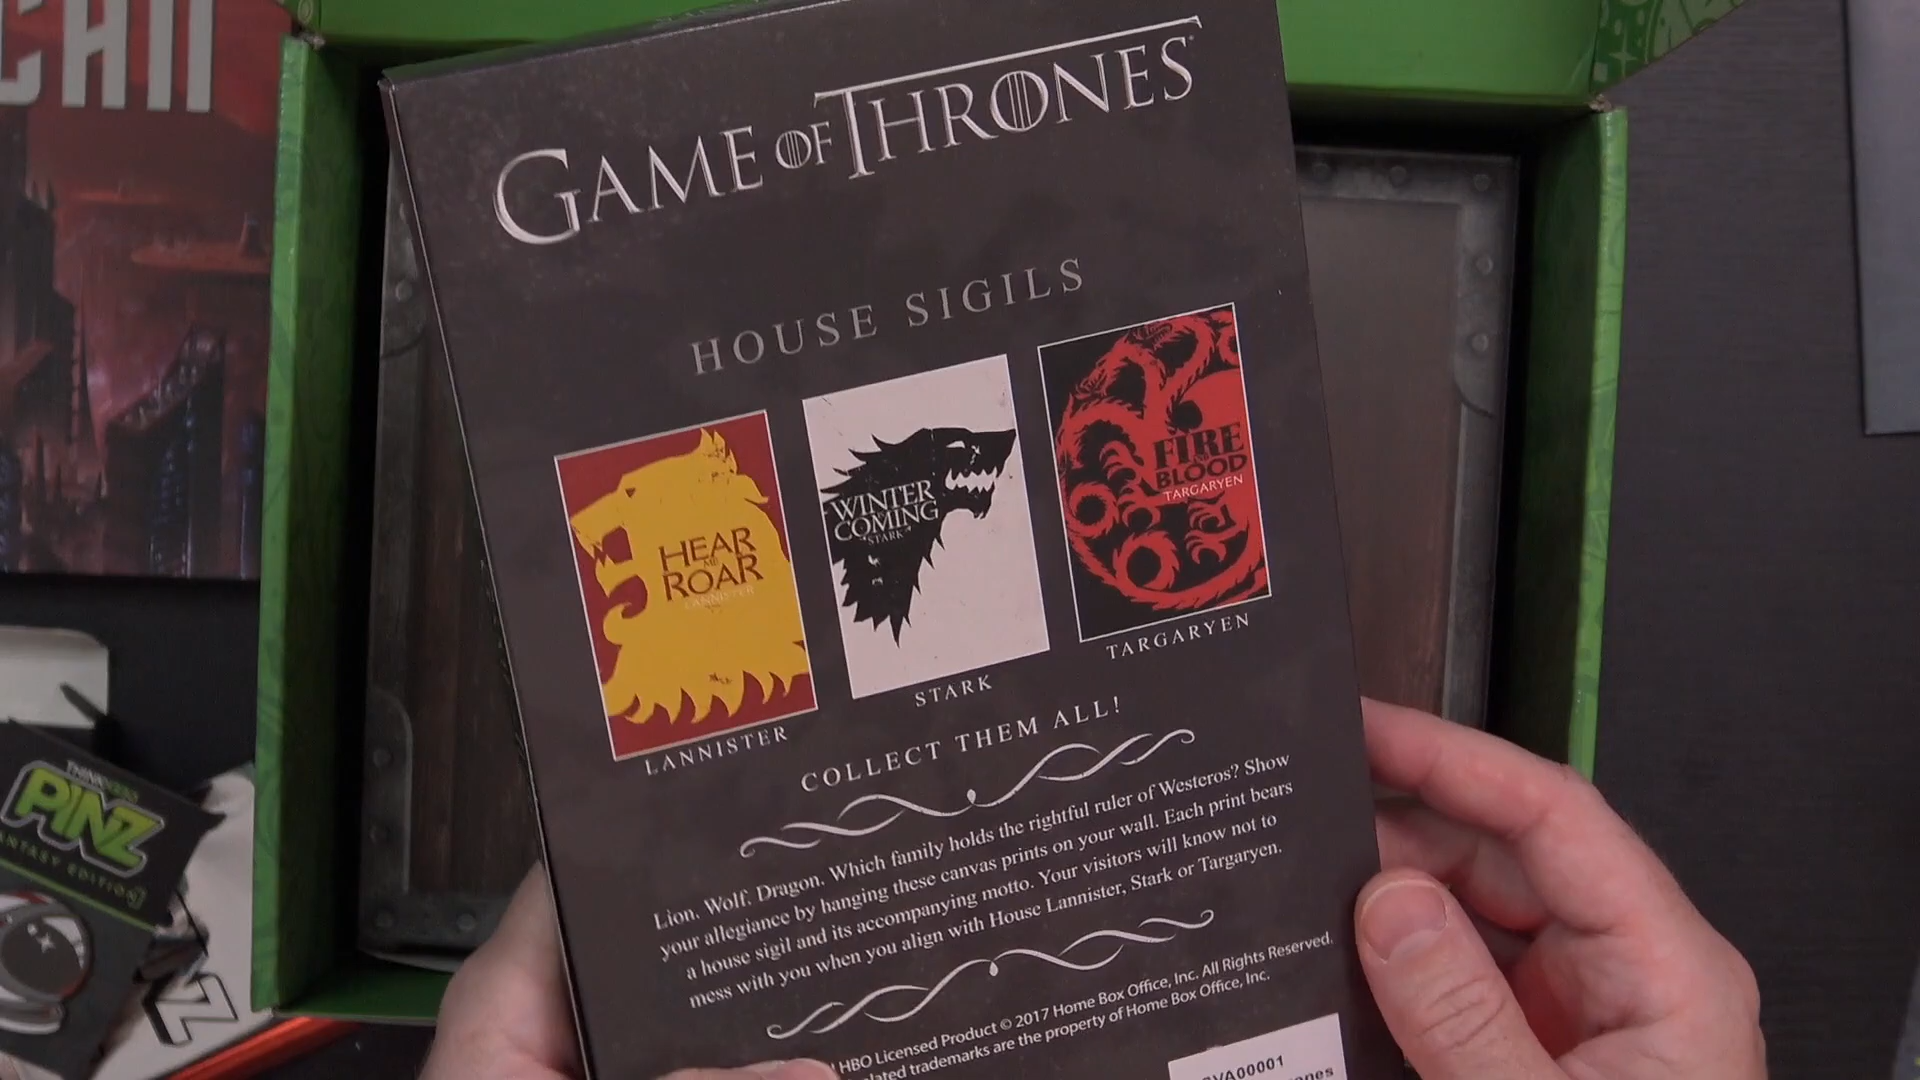 GAME OF THRONES
HOUSE SIGILS
HEAR
ME
ROAR
LANNISTER
WINTER
COMING
STARK
FIRE
BLOOD
TARGARYEN
LANNISTER
STARK
TARGARYEN
COLLECT THEM ALL!
Lion. Wolf. Dragon. Which family holds the rightful ruler of Westeros? Show
your allegiance by hanging these canvas prints on your wall. Each print bears
a house sigil and its accompanying motto. Your visitors will know not to
mess with you when you align with House Lannister, Stark or Targaryen.
HBO Licensed Product © 2017 Home Box Office, Inc. All Rights Reserved.
trademarks are the property of Home Box Office, Inc.
VA00001
PINZ